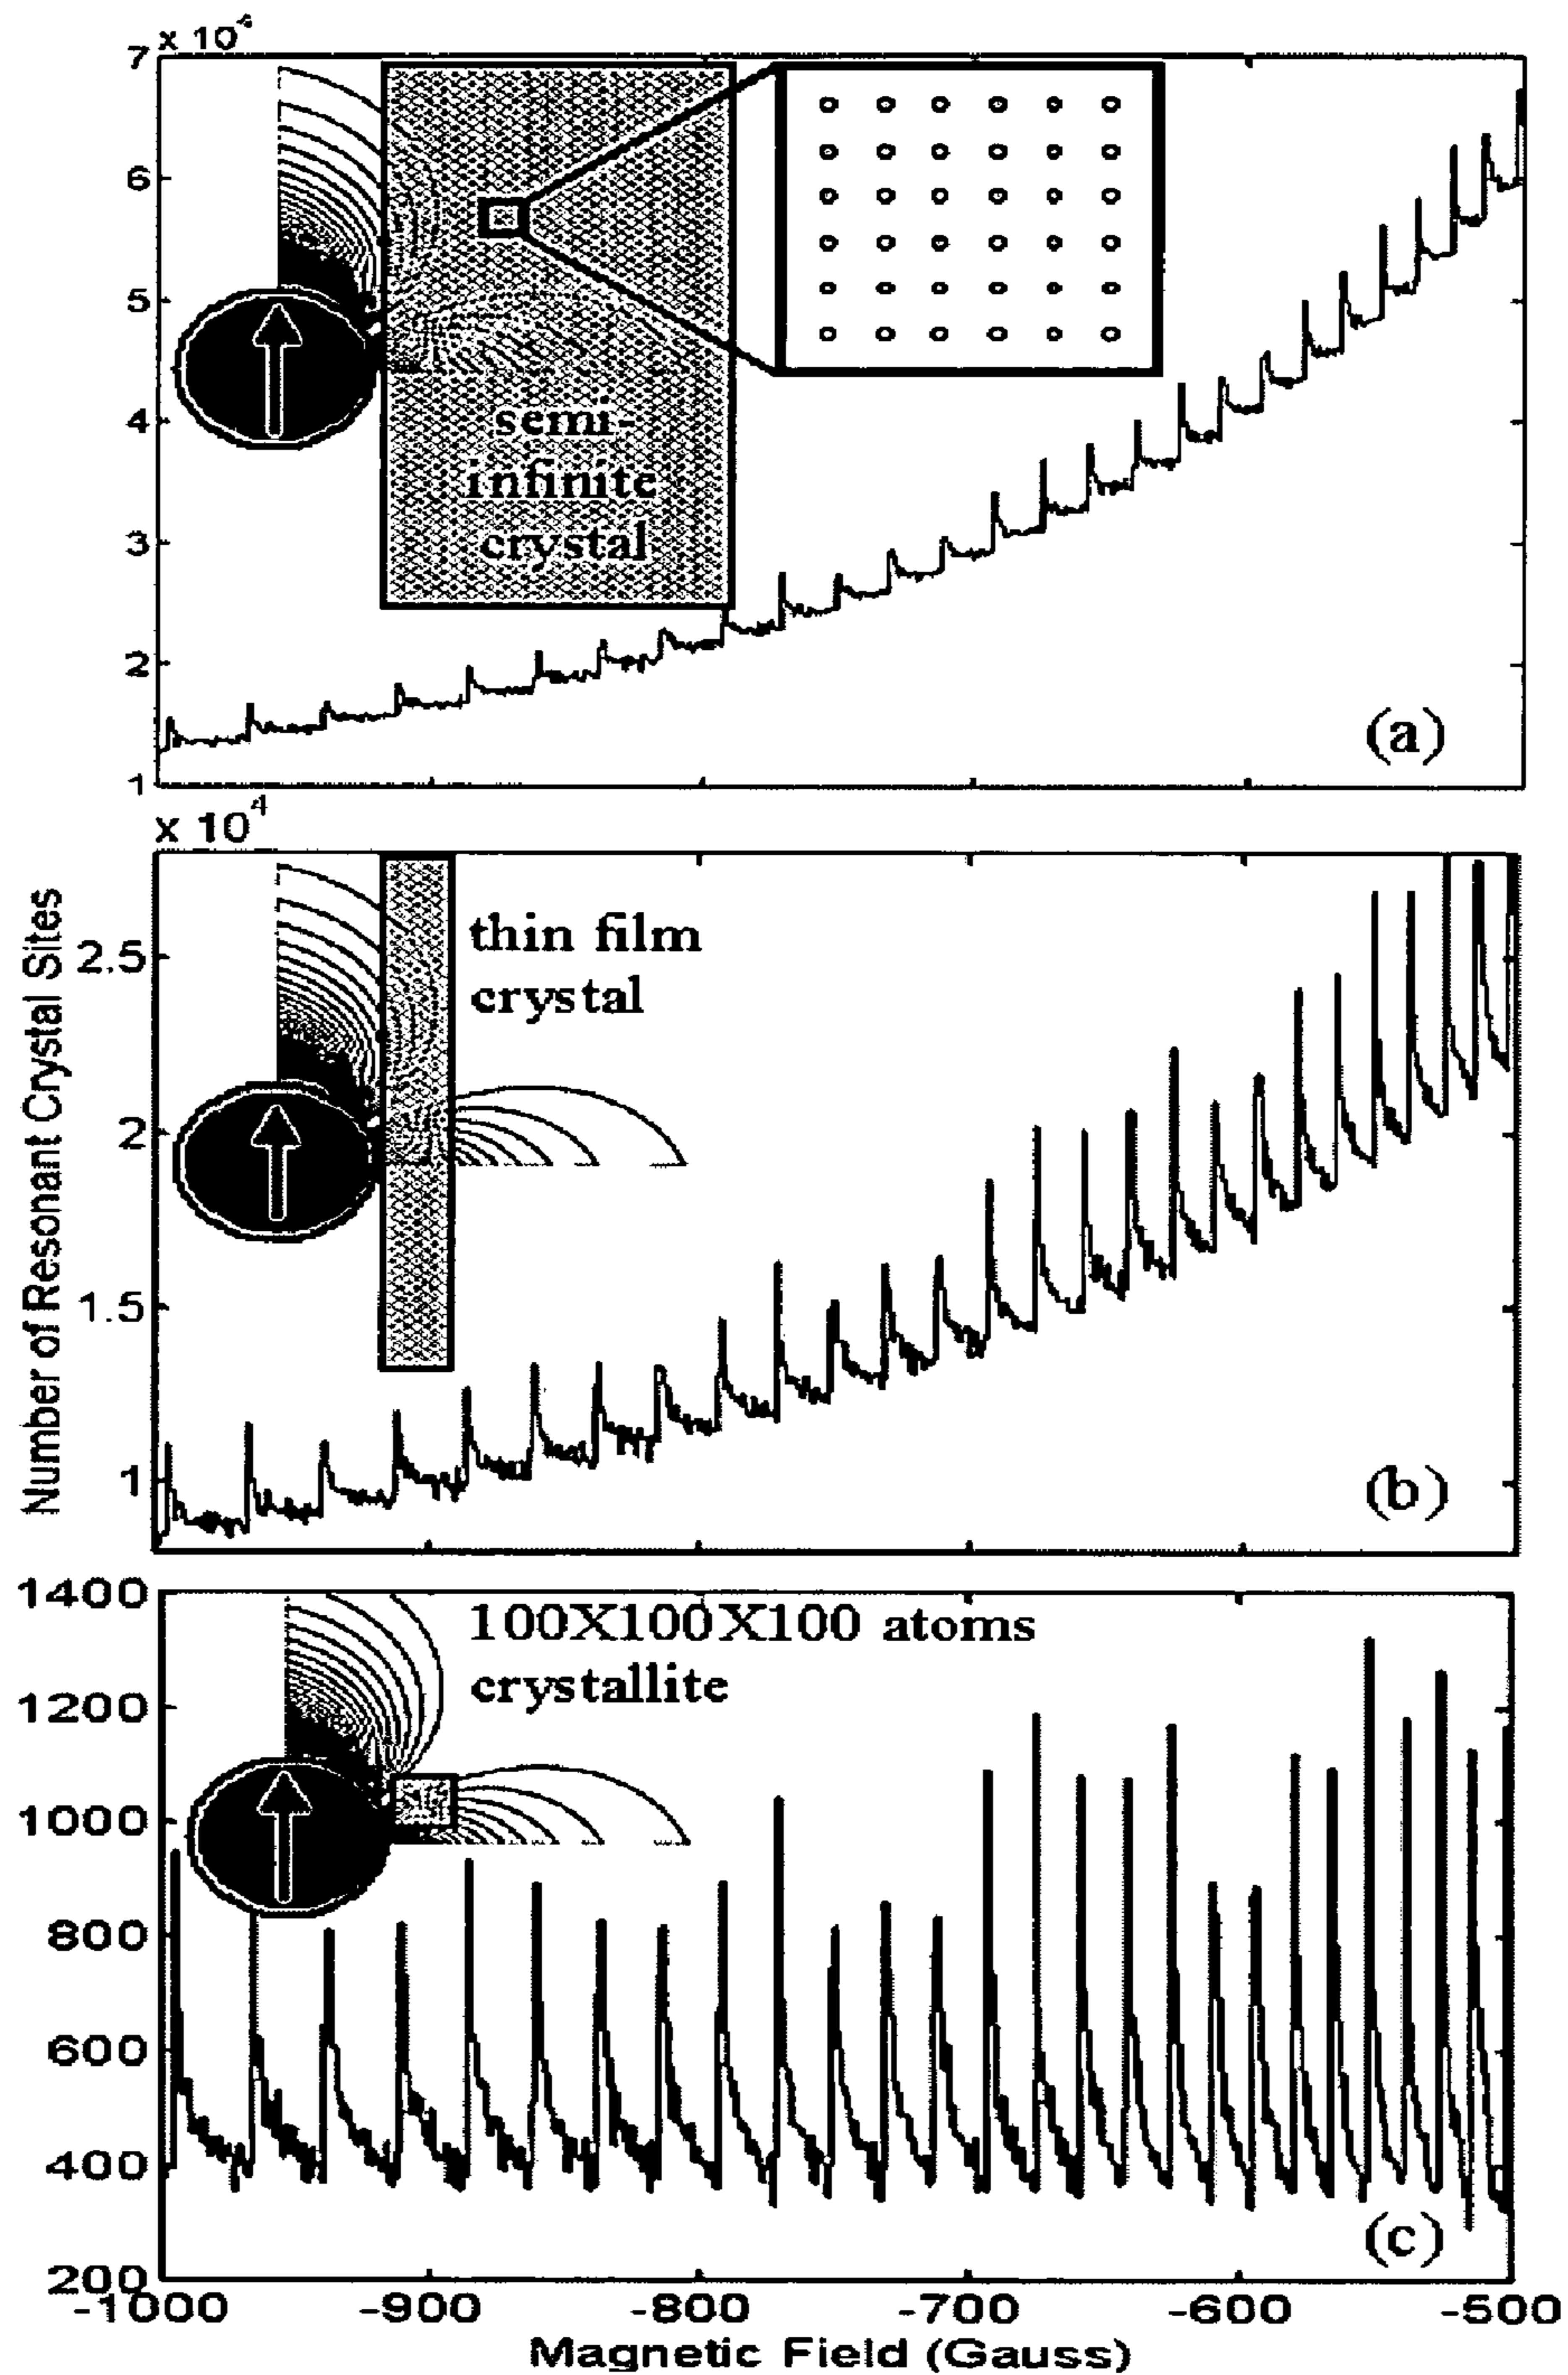 x 10⁴
7
6
5
4
3
2
1
semi-
infinite
crystal
(a)
x 10⁴
2.5
2
1.5
1
thin film
crystal
(b)
Number of Resonant Crystal Sites
1400
1200
1000
800
600
400
200
100X100X100 atoms
crystallite
(c)
-1000 -900 -800 -700 -600 -500
Magnetic Field (Gauss)